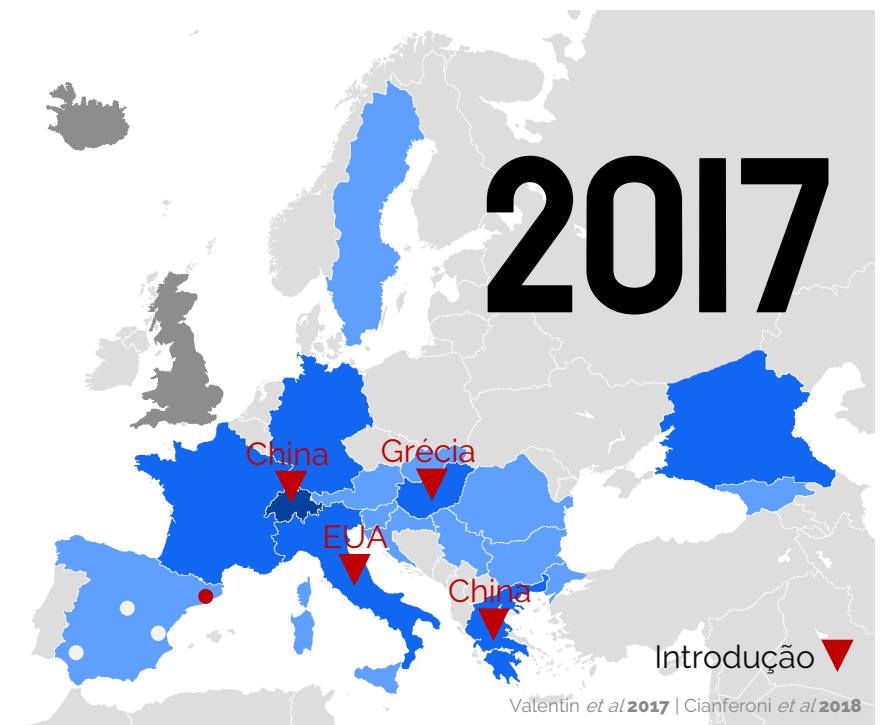 2017
China
Grécia
EUA
China
Introdução
Valentin et al 2017 | Cianferoni et al 2018